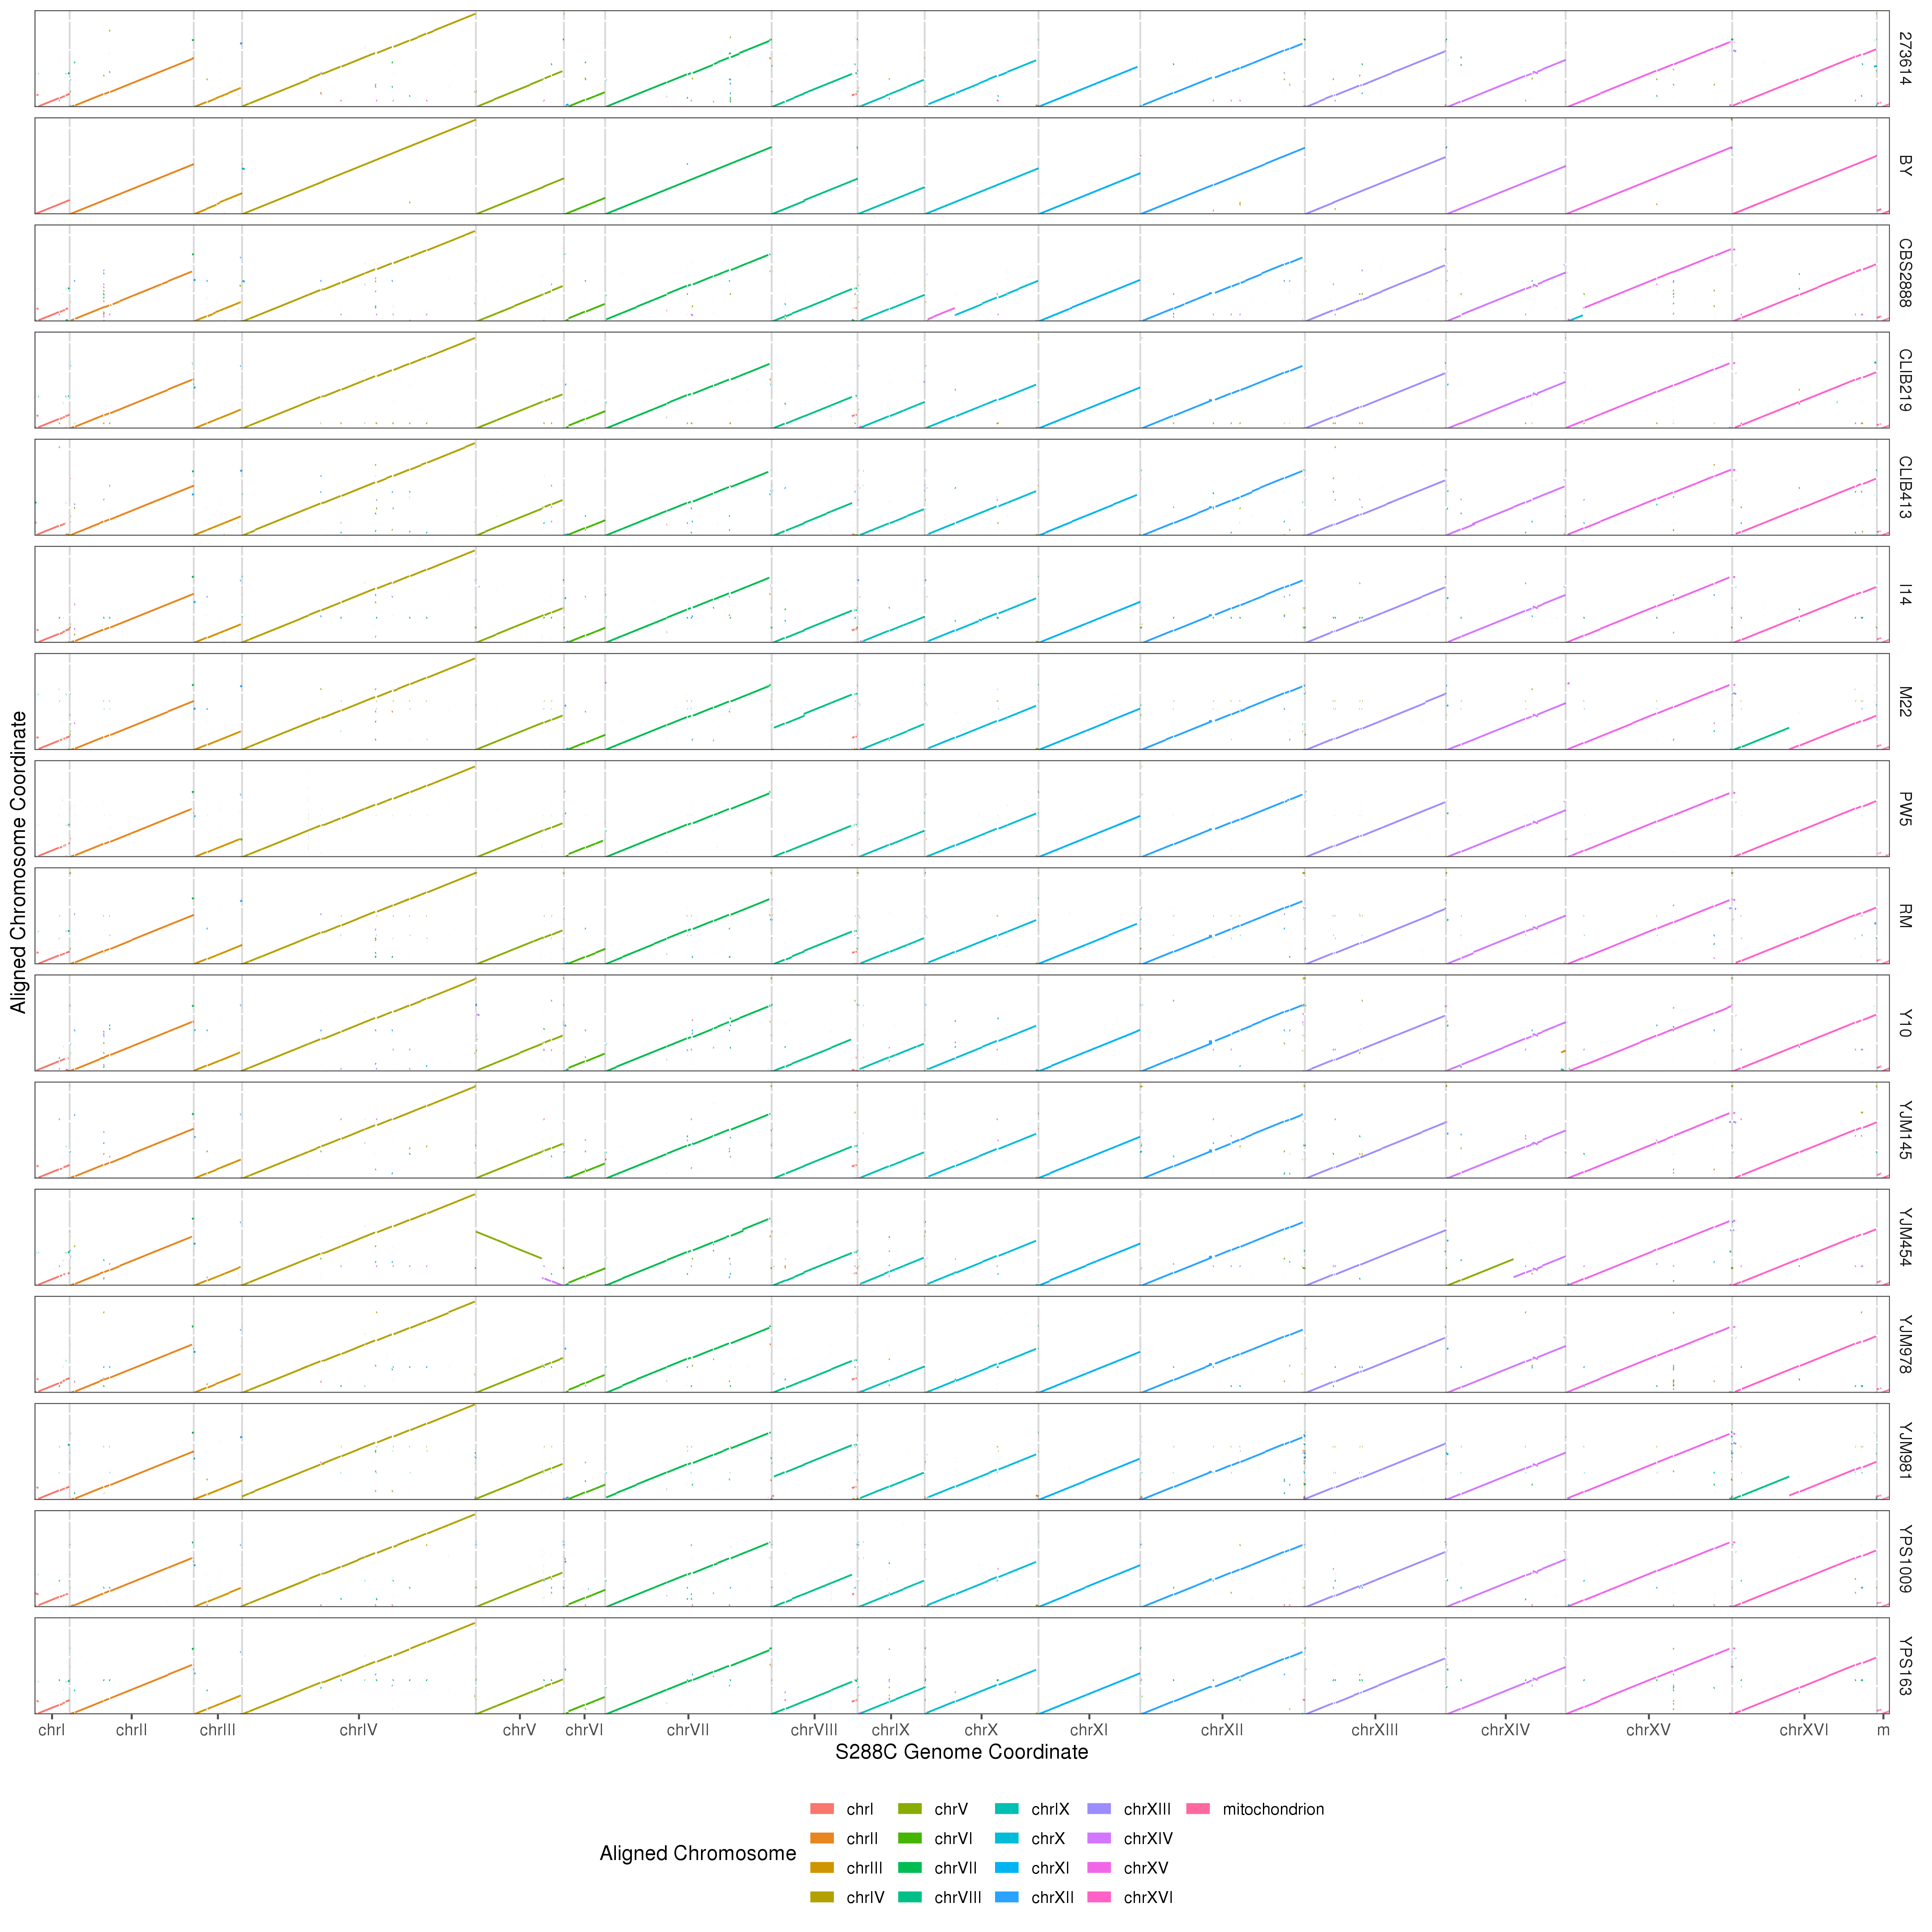 273614
BY
CBS2888
CLIB219
CLIB413
I14
M22
PW5
RM
Y10
YJM145
YJM454
YJM978
YJM981
YPS1009
YPS163
Aligned Chromosome Coordinate
chrI chrII chrIII chrIV chrV chrVI chrVII chrVIII chrIX chrX chrXI chrXII chrXIII chrXIV chrXV chrXVI m
S288C Genome Coordinate
Aligned Chromosome
chrI chrV chrIX chrXIII mitochondrion
chrII chrVI chrX chrXIV
chrIII chrVII chrXI chrXV
chrIV chrVIII chrXII chrXVI